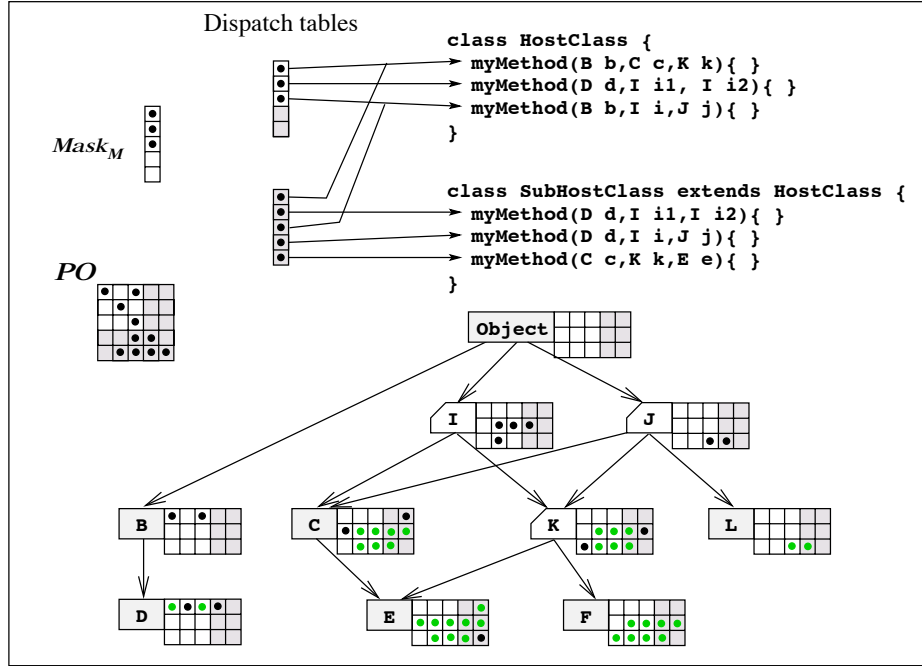 Dispatch tables
class HostClass {
myMethod(B b,C c,K k){ }
myMethod(D d,I i1, I i2){ }
myMethod(B b,I i,J j){ }
}
Mask M
class SubHostClass extends HostClass {
myMethod(D d,I i1,I i2){ }
myMethod(D d,I i,J j){ }
myMethod(C c,K k,E e){ }
}
PO
Object
I
J
B
C
K
L
D
E
F